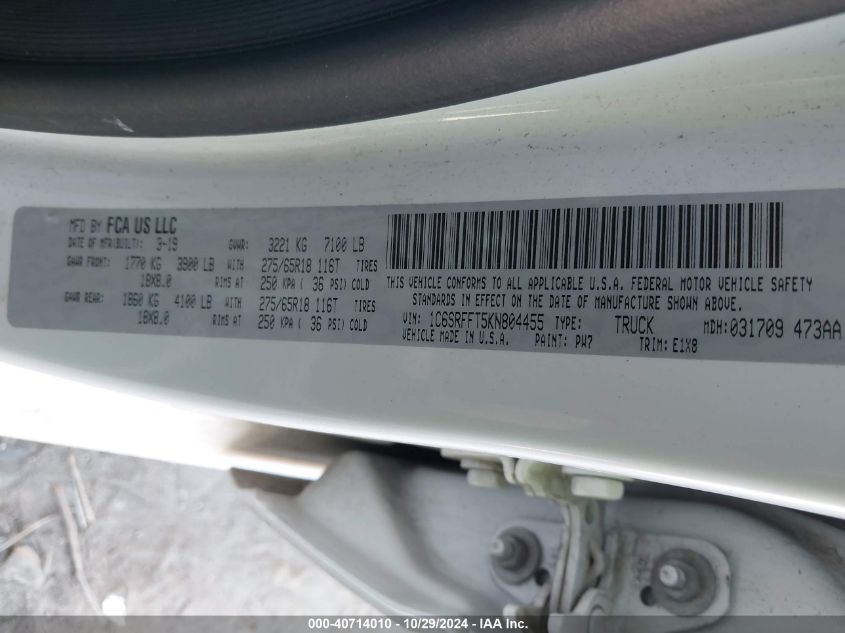 MFD BY FCA US LLC
DATE OF MFR(BUILT): 3-19 GVWR: 3221 KG 7100 LB
GAWR FRONT: 1770 KG 3900 LB WITH 275/65R18 116T TIRES
18X8.0 RIMS AT 250 KPA ( 36 PSI) COLD
GAWR REAR: 1860 KG 4100 LB WITH 275/65R18 116T TIRES
18X8.0 RIMS AT 250 KPA ( 36 PSI) COLD
THIS VEHICLE CONFORMS TO ALL APPLICABLE U.S.A. FEDERAL MOTOR VEHICLE SAFETY
STANDARDS IN EFFECT ON THE DATE OF MANUFACTURE SHOWN ABOVE.
VIN: 1C6SRFFT5KN804455 TYPE: TRUCK MDH:031709 473AA
VEHICLE MADE IN U.S.A. PAINT: PW7 TRIM: E1X8
000-40714010 - 10/29/2024 - IAA Inc.